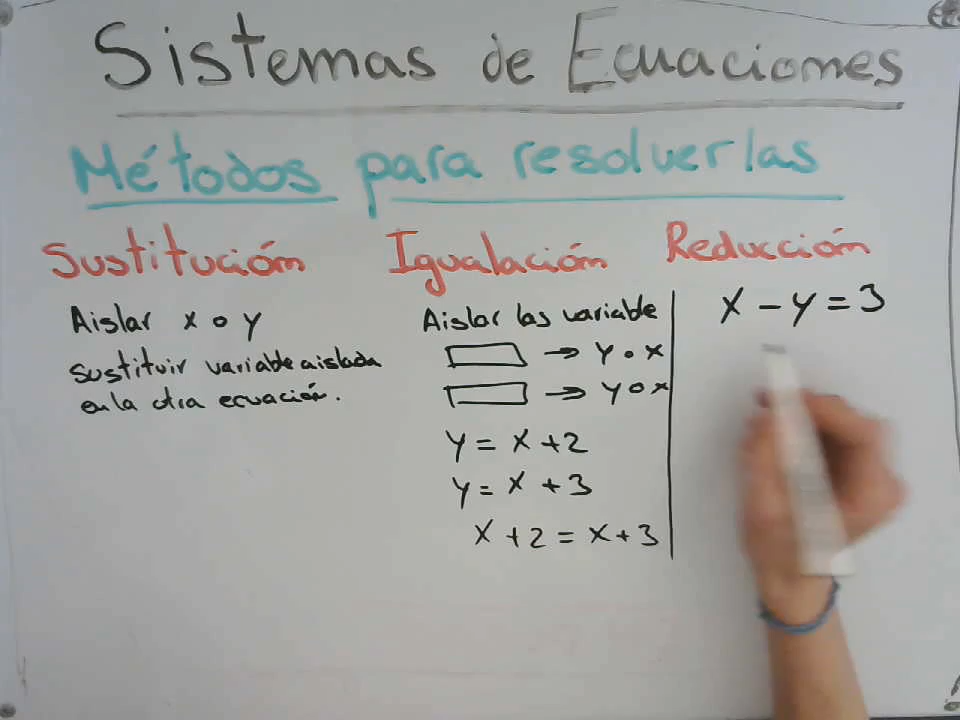 Sistemas de Ecuaciones
Métodos para resolverlas
Sustitución
Aislar x o y
sustituir variable aislada
en la otra ecuación.
Igualación
Aislar las variable
→ y o x
→ y o x
y = x + 2
y = x + 3
x + 2 = x + 3
Reducción
x - y = 3